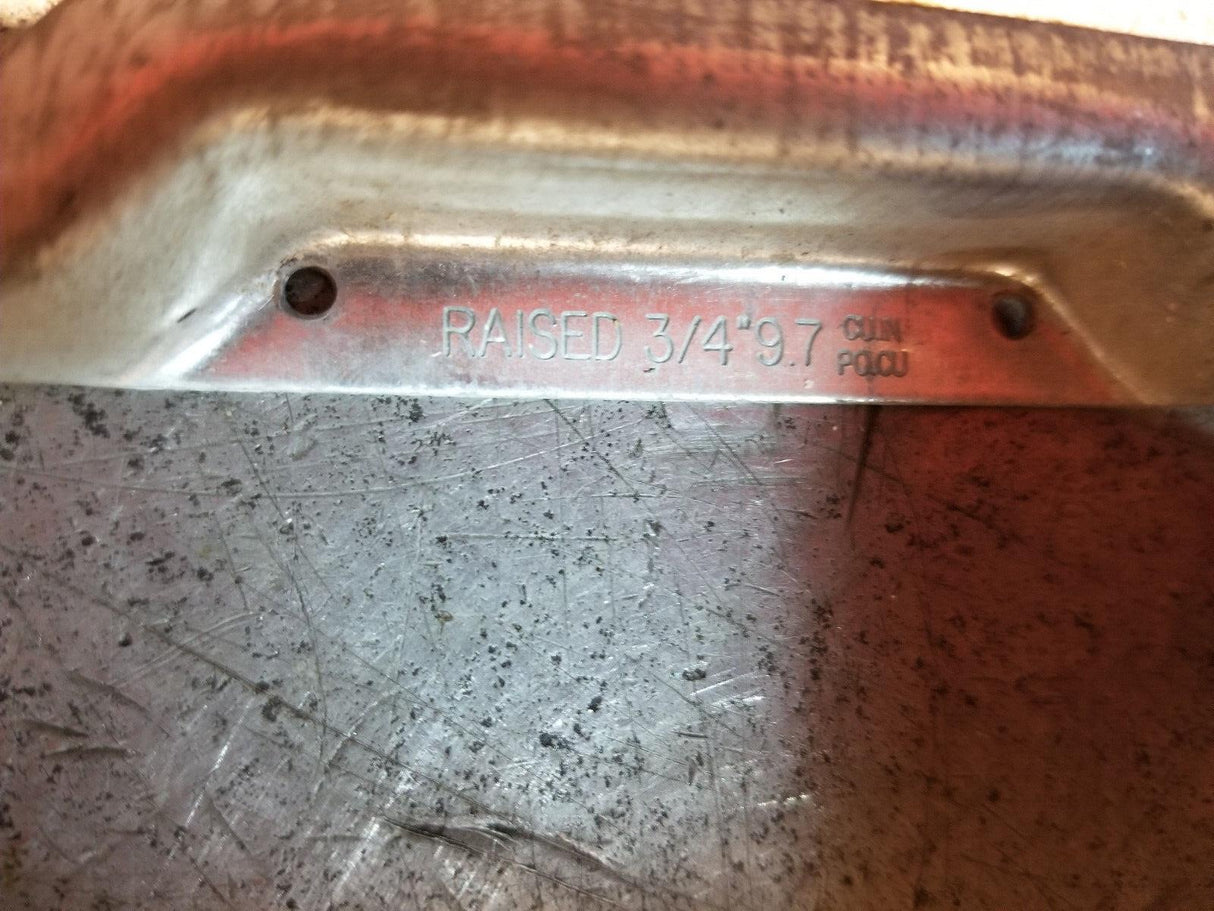 RAISED 3/4" 9.7 CU.IN
PO.CU